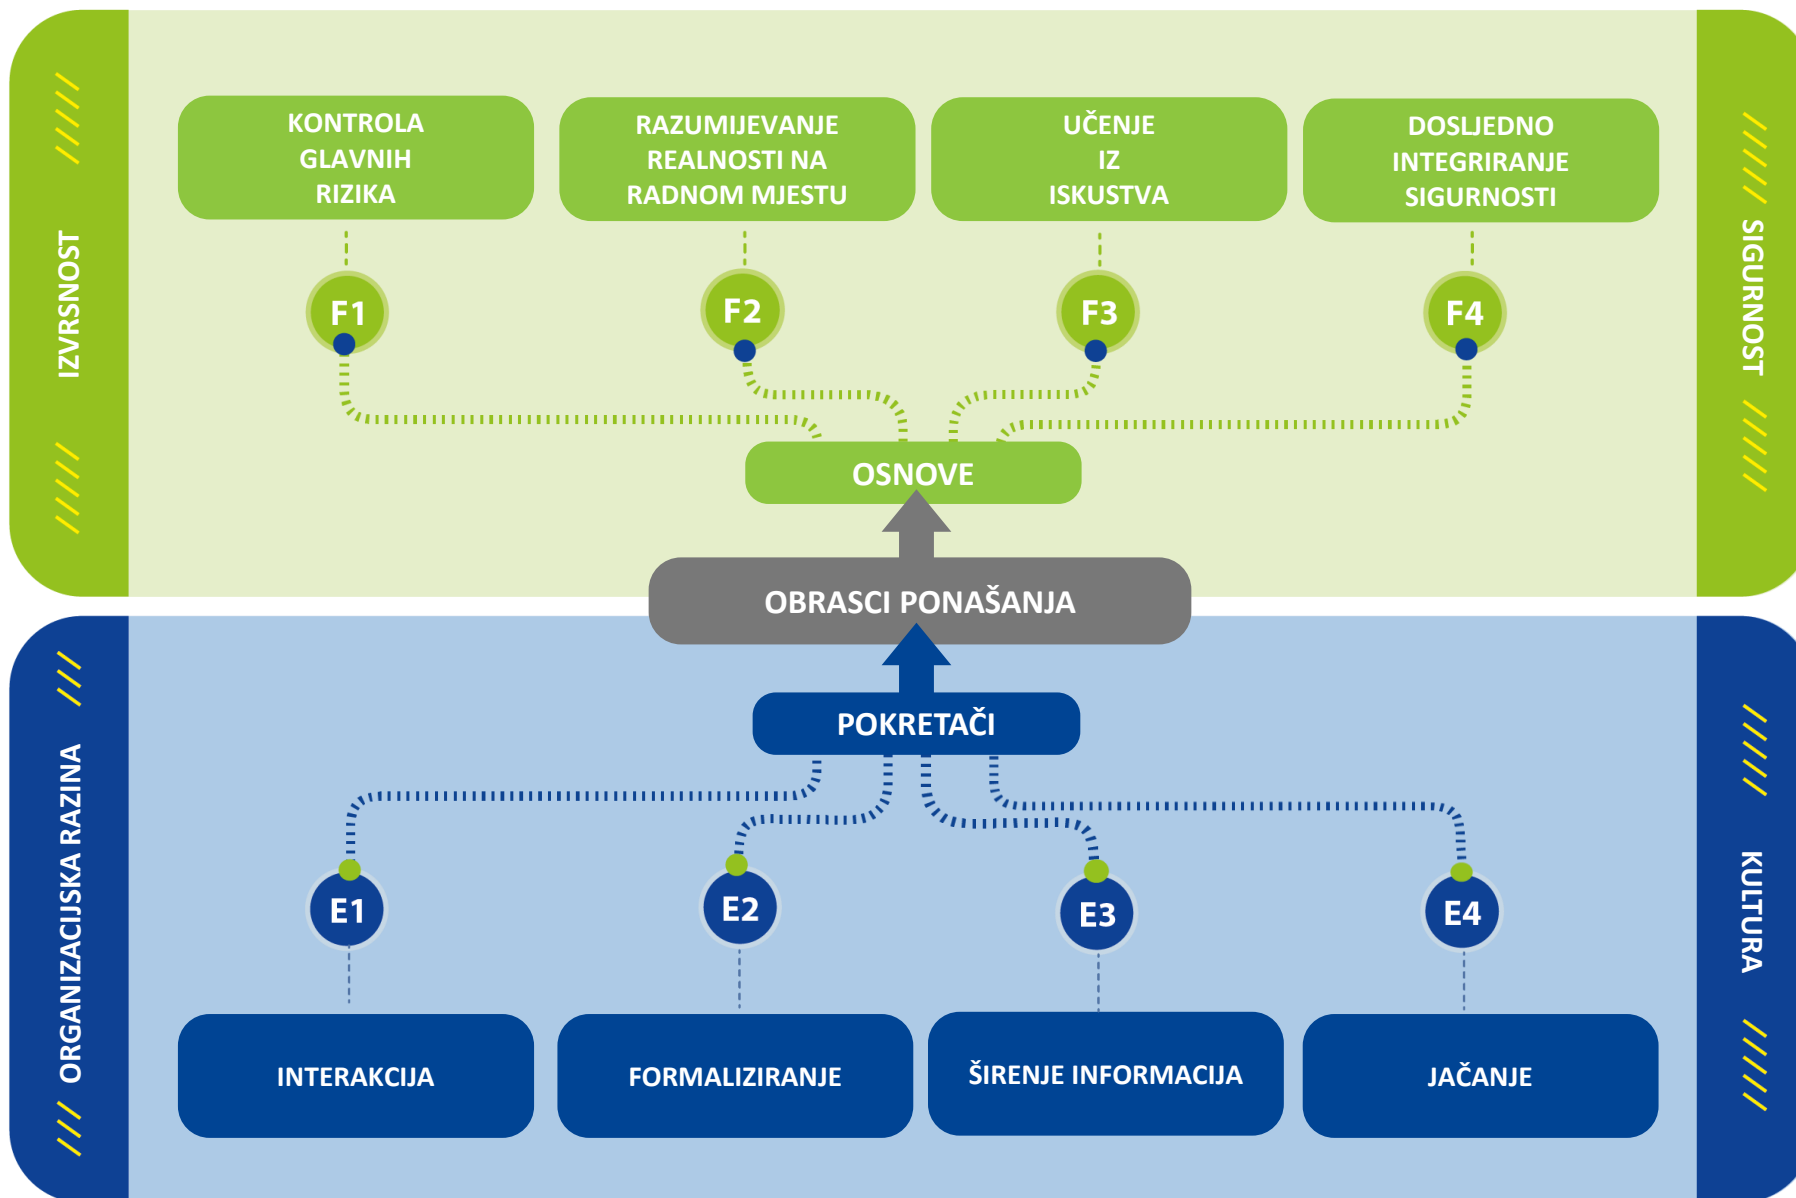 IZVRSNOST
KONTROLA
GLAVNIH
RIZIKA
RAZUMIJEVANJE
REALNOSTI NA
RADNOM MJESTU
UČENJE
IZ
ISKUSTVA
DOSLJEDNO
INTEGRIRANJE
SIGURNOSTI
SIGURNOST
F1
F2
F3
F4
OSNOVE
OBRASCI PONAŠANJA
ORGANIZACIJSKA RAZINA
POKRETAČI
KULTURA
E1
E2
E3
E4
INTERAKCIJA
FORMALIZIRANJE
ŠIRENJE INFORMACIJA
JAČANJE